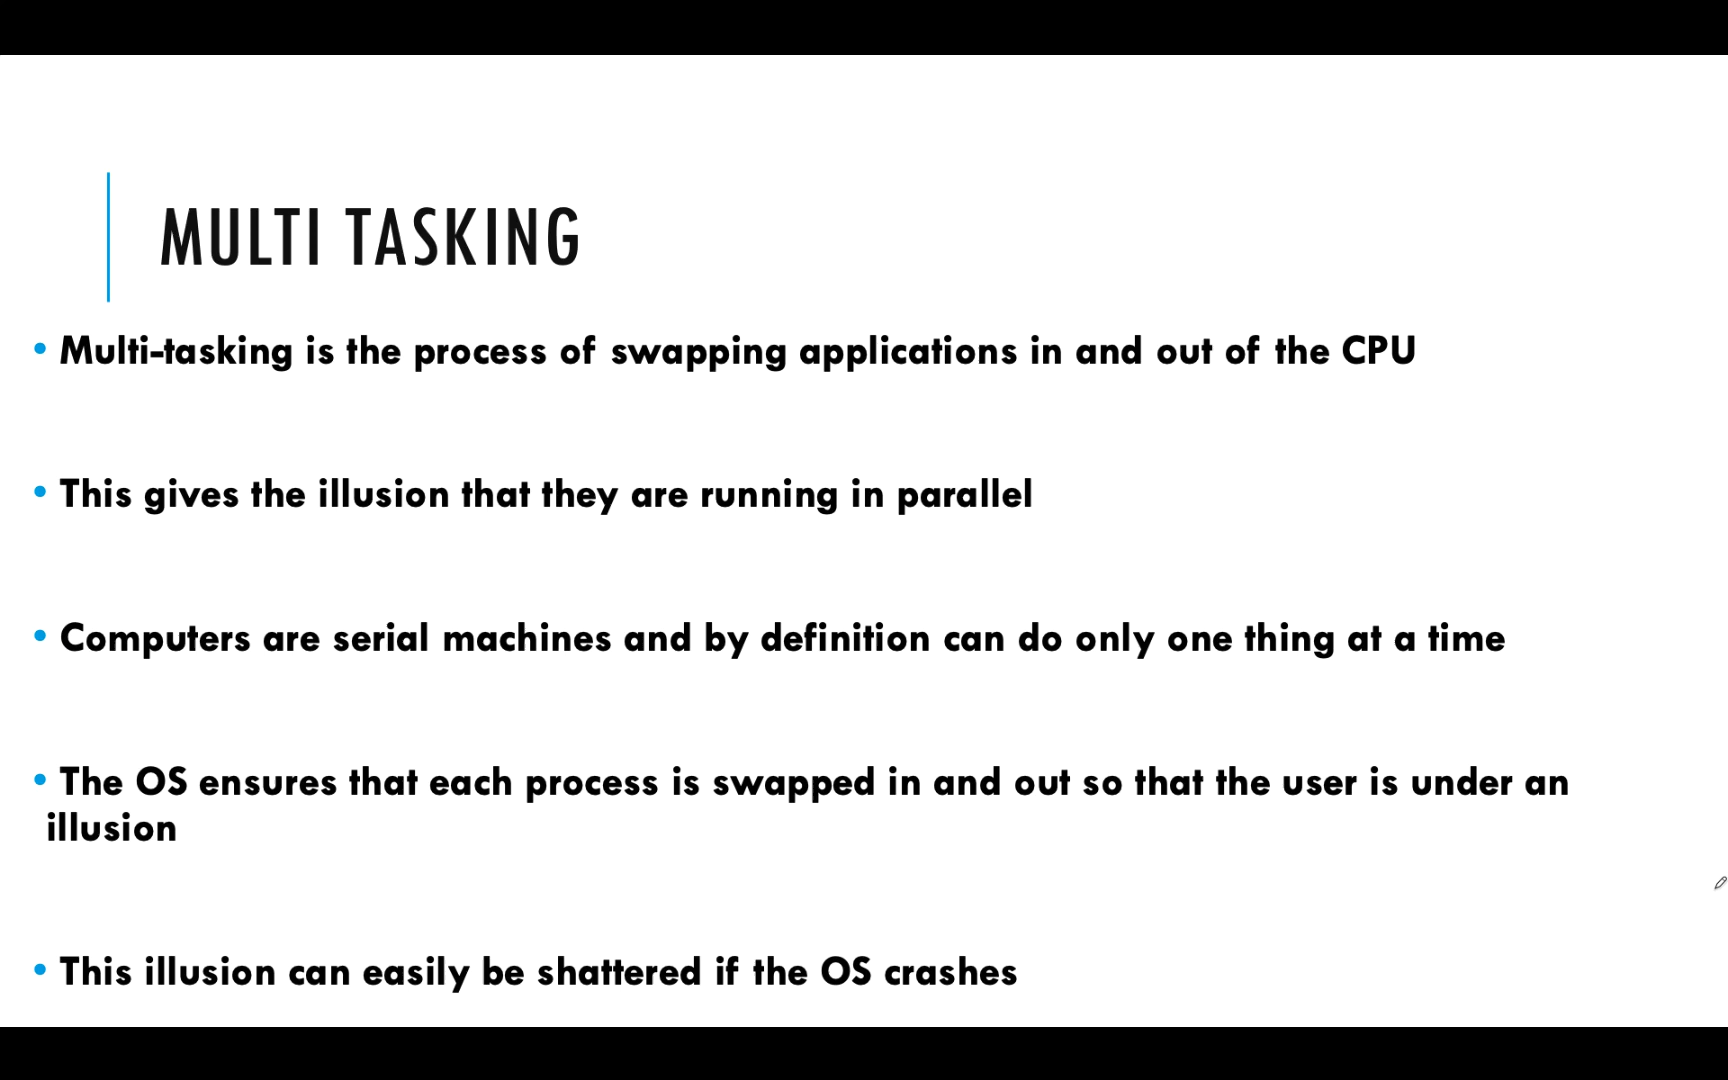 MULTI TASKING
• Multi-tasking is the process of swapping applications in and out of the CPU
• This gives the illusion that they are running in parallel
• Computers are serial machines and by definition can do only one thing at a time
• The OS ensures that each process is swapped in and out so that the user is under an
illusion
• This illusion can easily be shattered if the OS crashes